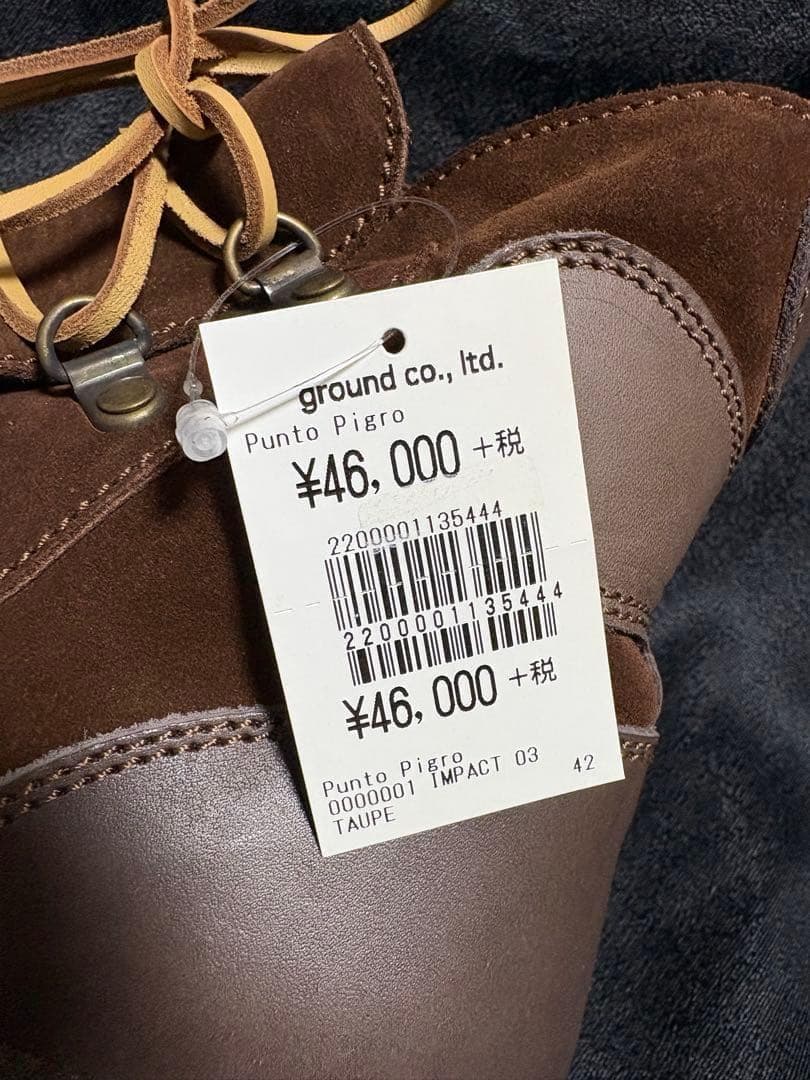 ground co., ltd.
Punto Pigro
¥46,000 +税
2200001135444
2200001135444
¥46,000 +税
Punto Pigro
0000001 IMPACT 03 42
TAUPE